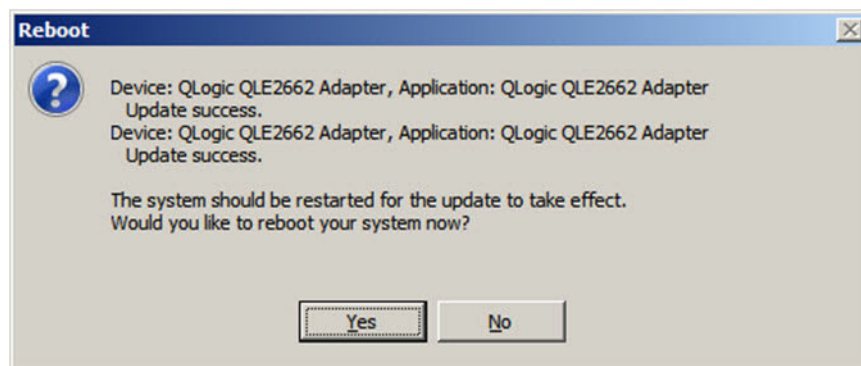 Reboot
Device: QLogic QLE2662 Adapter, Application: QLogic QLE2662 Adapter
Update success.
Device: QLogic QLE2662 Adapter, Application: QLogic QLE2662 Adapter
Update success.
The system should be restarted for the update to take effect.
Would you like to reboot your system now?
Yes No